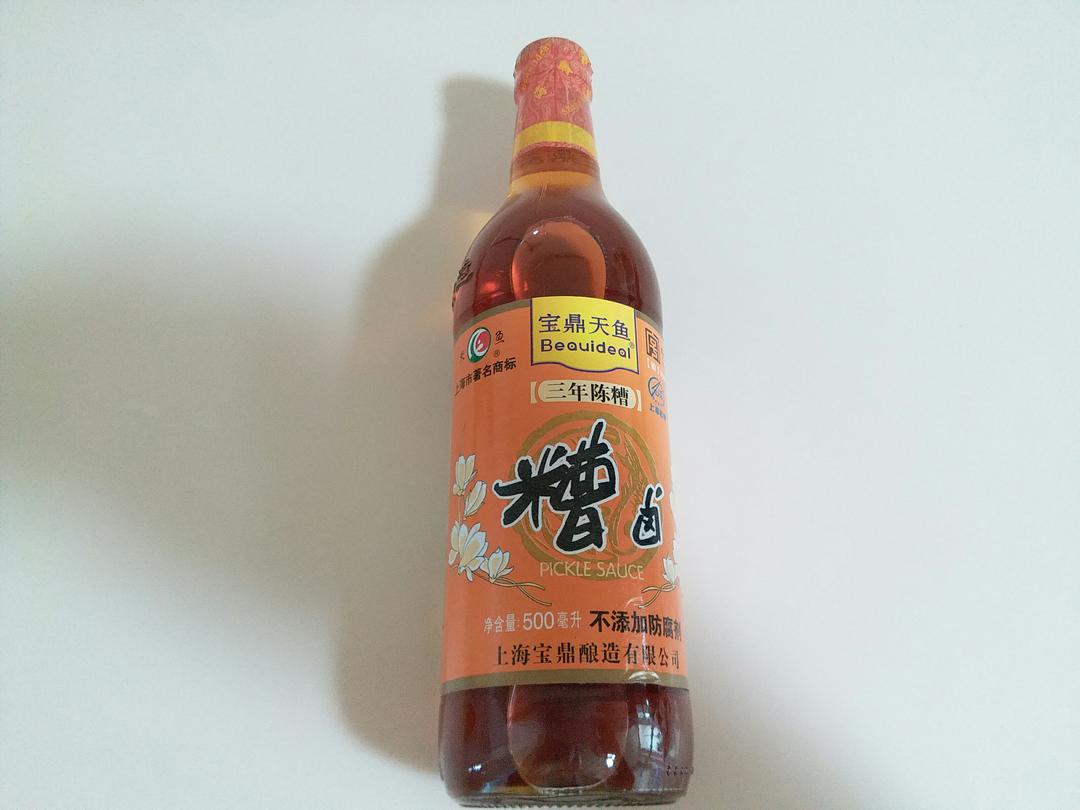 宝鼎天鱼
Beauideal®
天 鱼
®
上海市著名商标
【三年陈糟】
糟卤
PICKLE SAUCE
净含量:500毫升 不添加防腐剂
上海宝鼎酿造有限公司